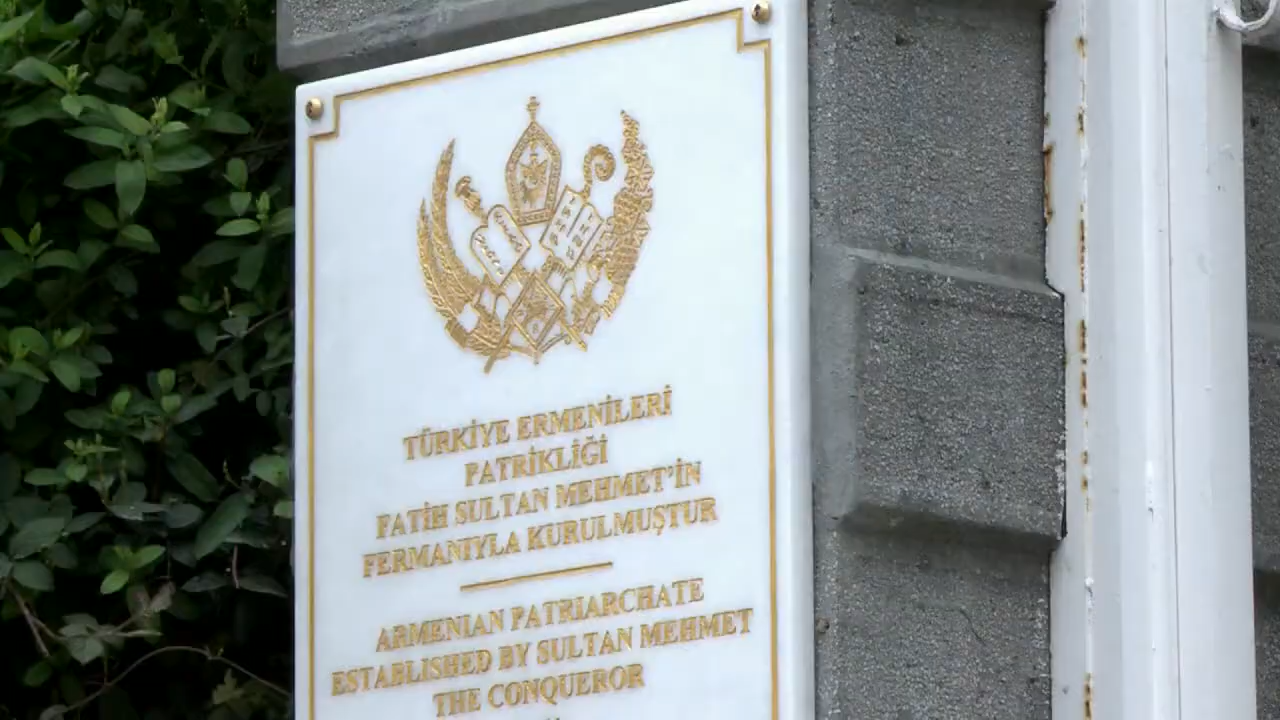 TÜRKİYE ERMENİLERİ
PATRİKLİĞİ
FATİH SULTAN MEHMET'İN
FERMANIYLA KURULMUŞTUR
ARMENIAN PATRIARCHATE
ESTABLISHED BY SULTAN MEHMET
THE CONQUEROR